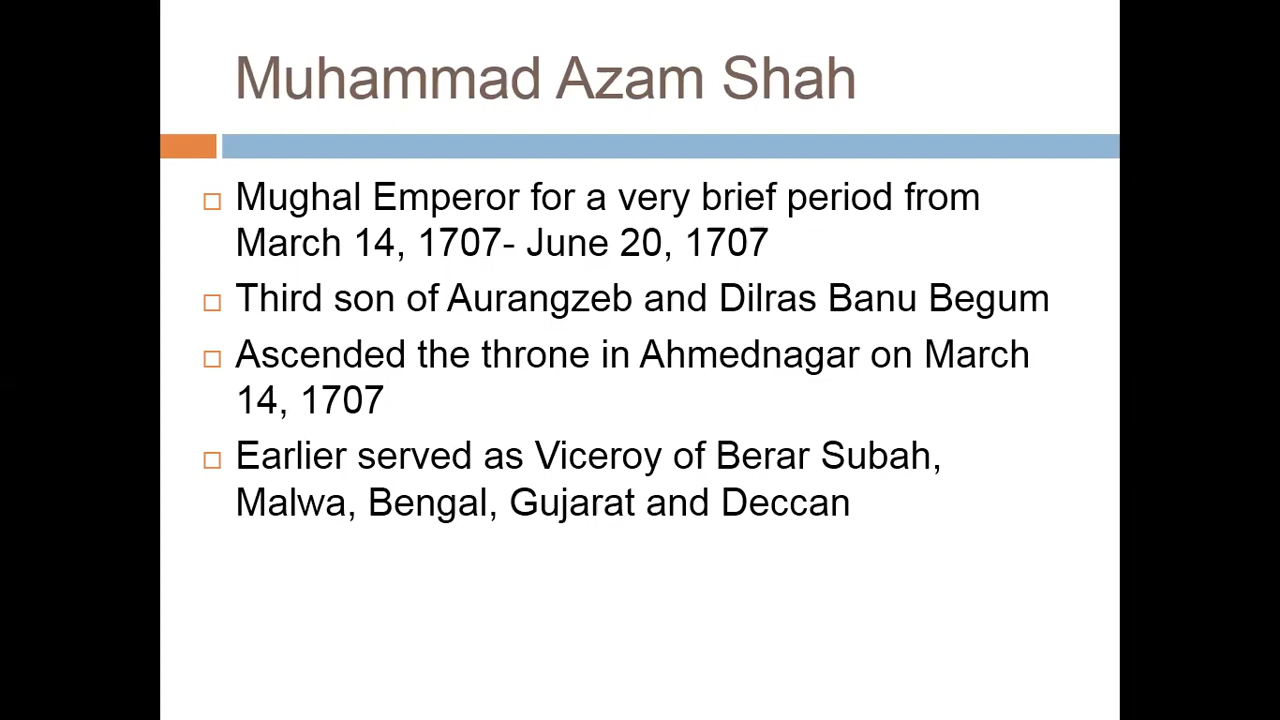 Muhammad Azam Shah
Mughal Emperor for a very brief period from
March 14, 1707- June 20, 1707
Third son of Aurangzeb and Dilras Banu Begum
Ascended the throne in Ahmednagar on March
14, 1707
Earlier served as Viceroy of Berar Subah,
Malwa, Bengal, Gujarat and Deccan